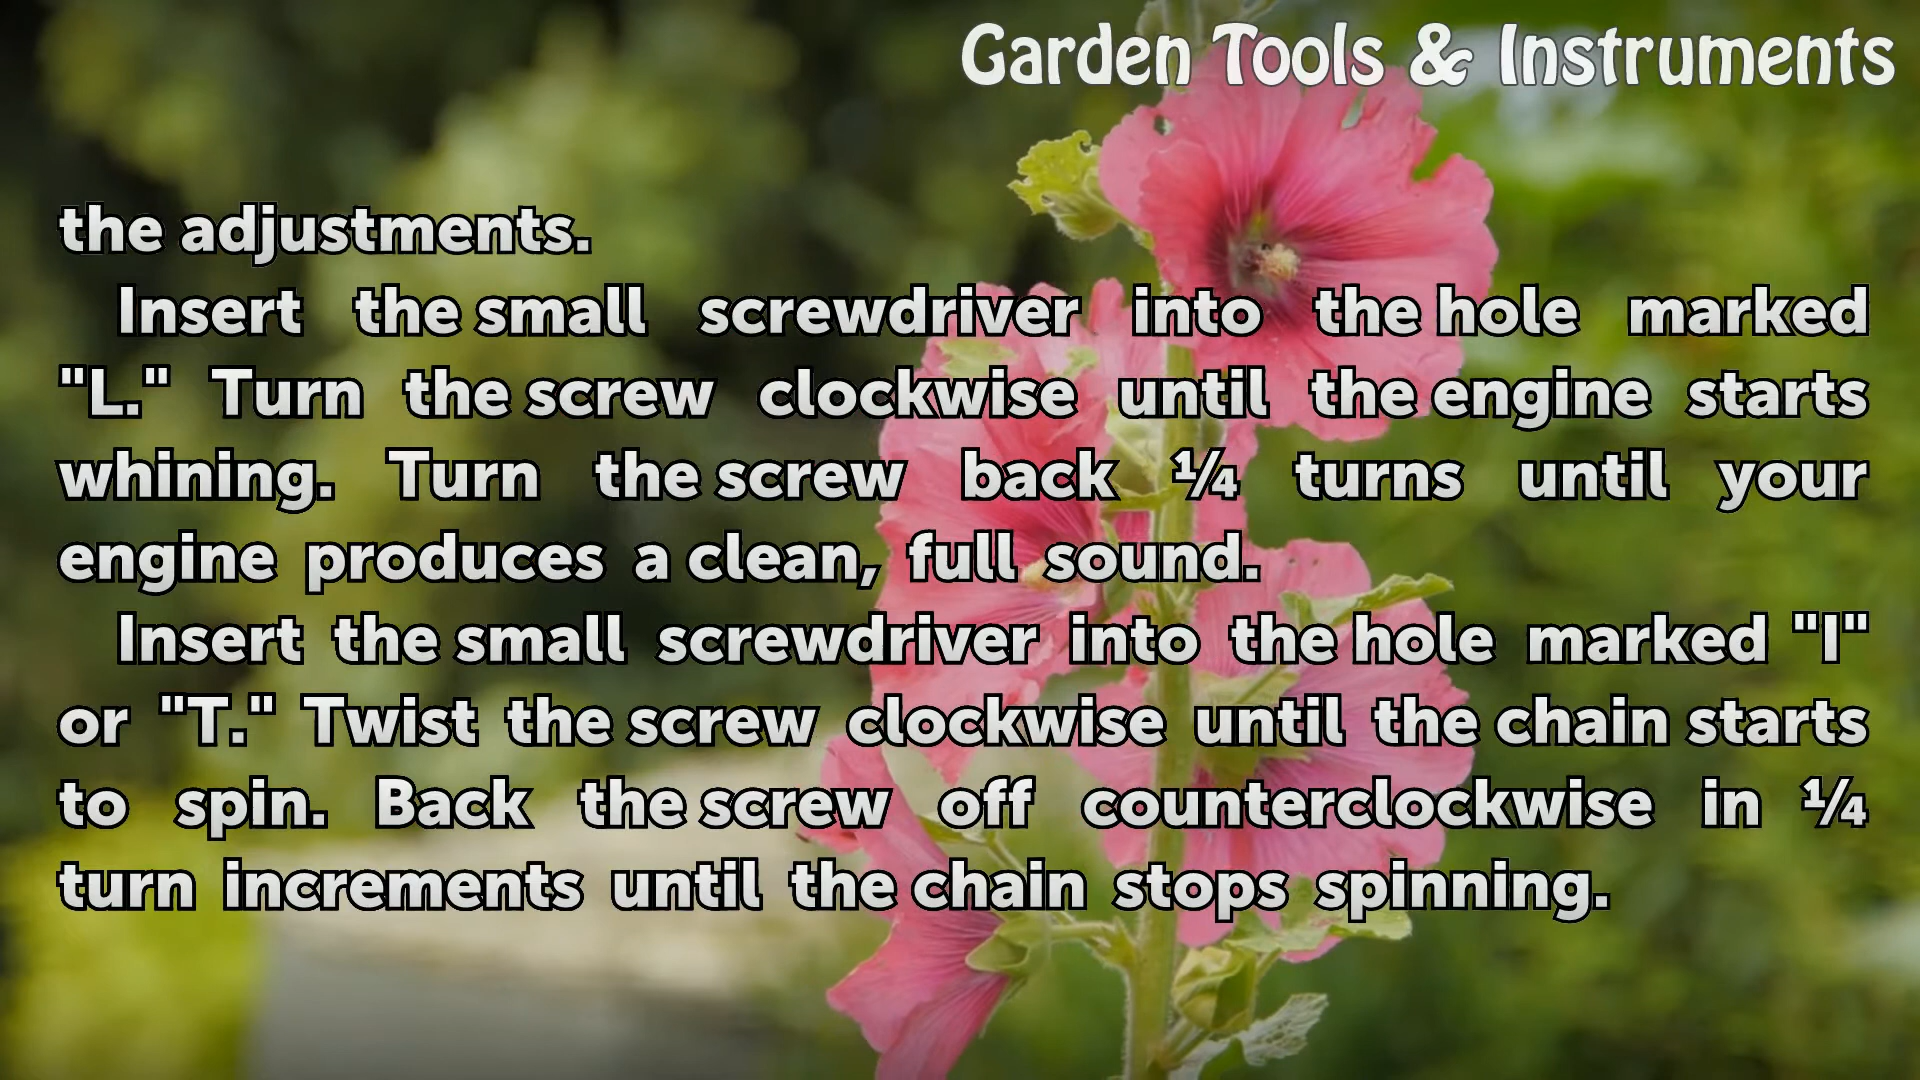 Garden Tools & Instruments
the adjustments.
Insert the small screwdriver into the hole marked
"L." Turn the screw clockwise until the engine starts
whining. Turn the screw back ¼ turns until your
engine produces a clean, full sound.
Insert the small screwdriver into the hole marked "I"
or "T." Twist the screw clockwise until the chain starts
to spin. Back the screw off counterclockwise in ¼
turn increments until the chain stops spinning.